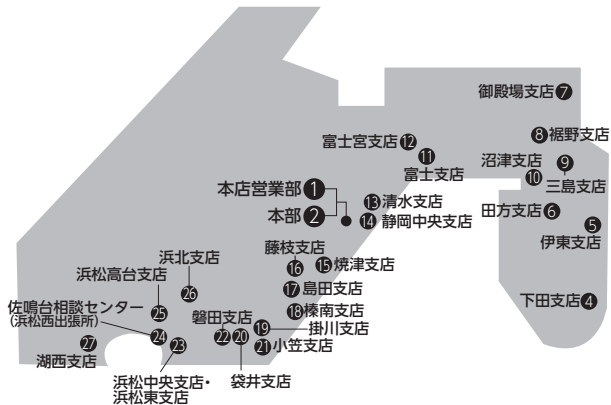 御殿場支店7
8裾野支店
富士宮支店12
11
富士支店
沼津支店
10
9
三島支店
本店営業部1
本部2
13清水支店
14静岡中央支店
田方支店6
5
伊東支店
藤枝支店
16
15焼津支店
浜北支店
26
浜松高台支店
25
17島田支店
下田支店4
18榛南支店
佐鳴台相談センター
(浜松西出張所)
24
磐田支店
22
20
19
掛川支店
27
湖西支店
23
21小笠支店
浜松中央支店・
浜松東支店
袋井支店